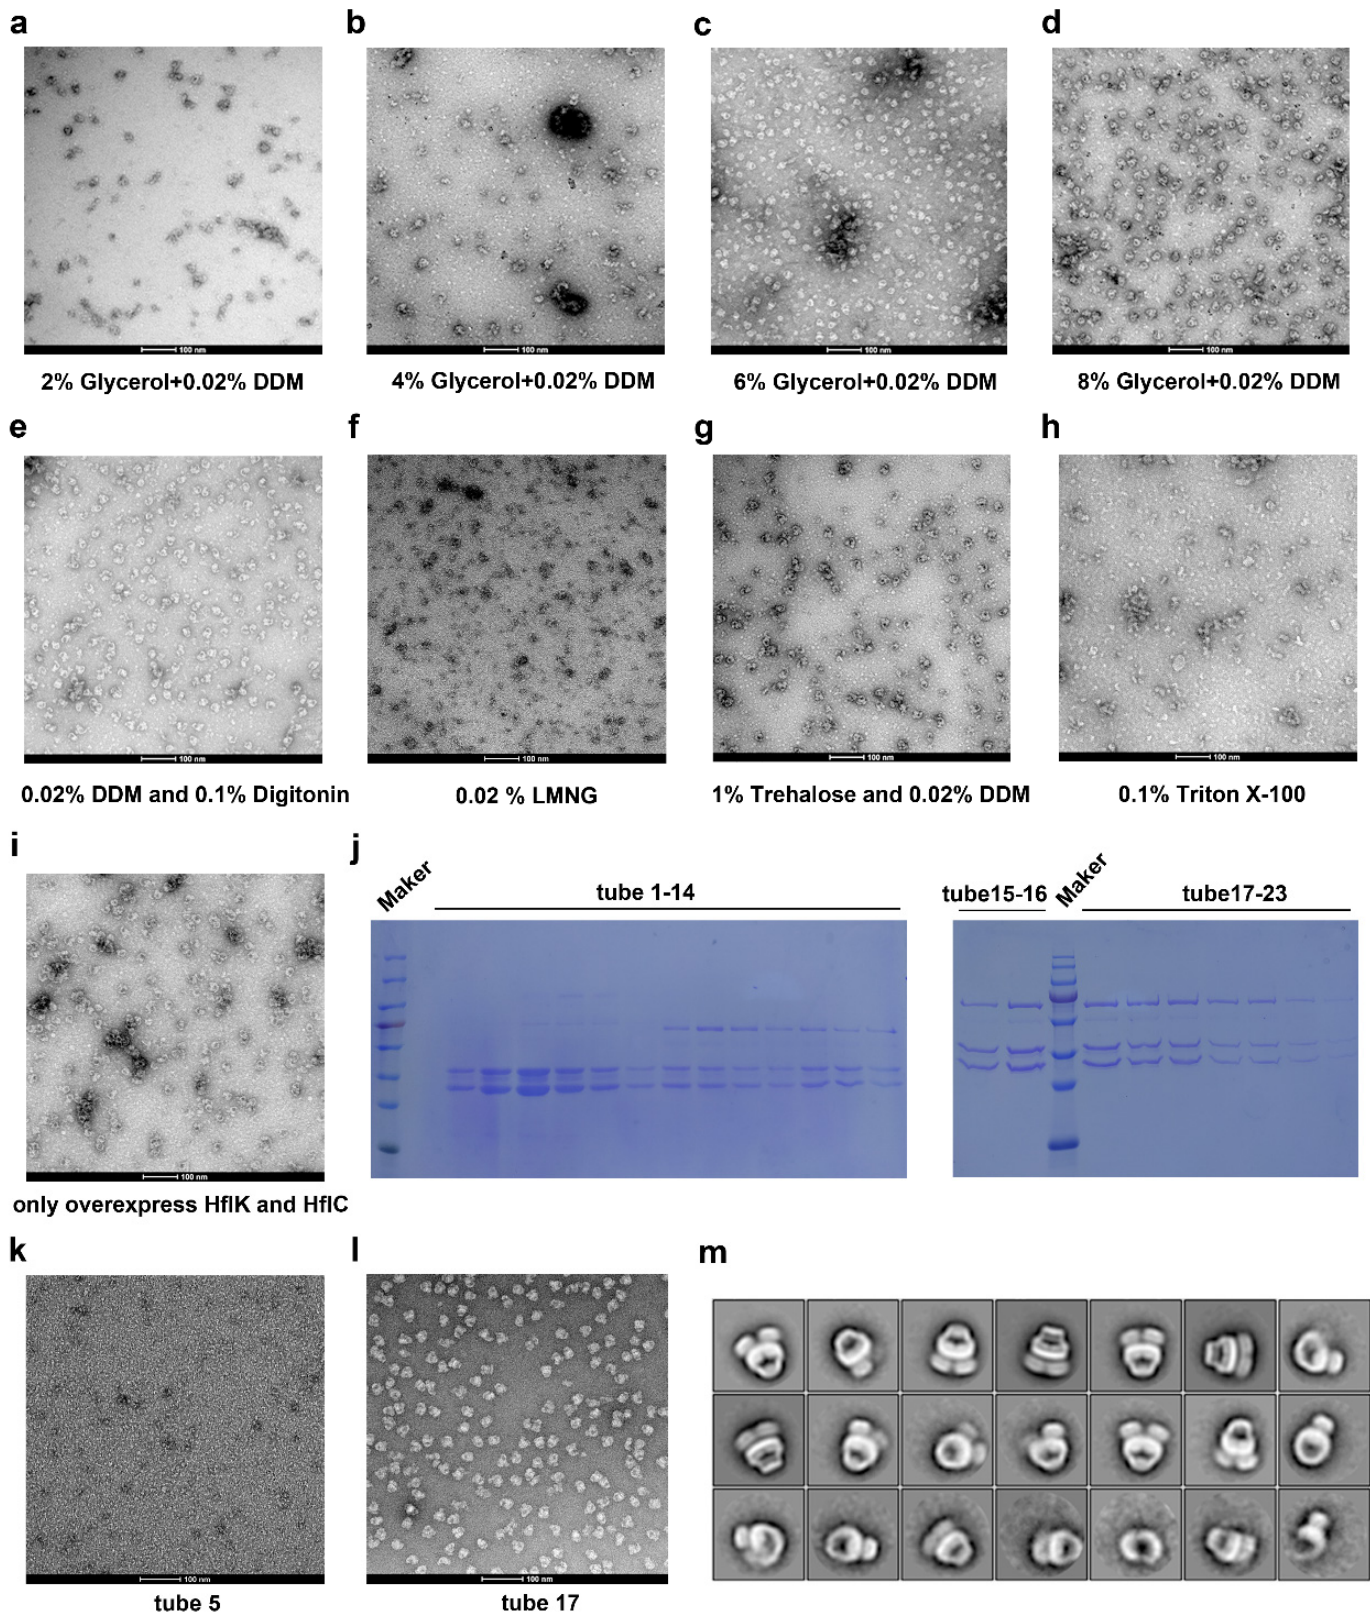 a b c d
100 nm 100 nm 100 nm 100 nm
2% Glycerol+0.02% DDM 4% Glycerol+0.02% DDM 6% Glycerol+0.02% DDM 8% Glycerol+0.02% DDM
e f g h
100 nm 100 nm 100 nm 100 nm
0.02% DDM and 0.1% Digitonin 0.02 % LMNG 1% Trehalose and 0.02% DDM 0.1% Triton X-100
i j
Maker tube 1-14 tube15-16 Maker tube17-23
100 nm
only overexpress HflK and HflC
k l m
100 nm 100 nm
tube 5 tube 17